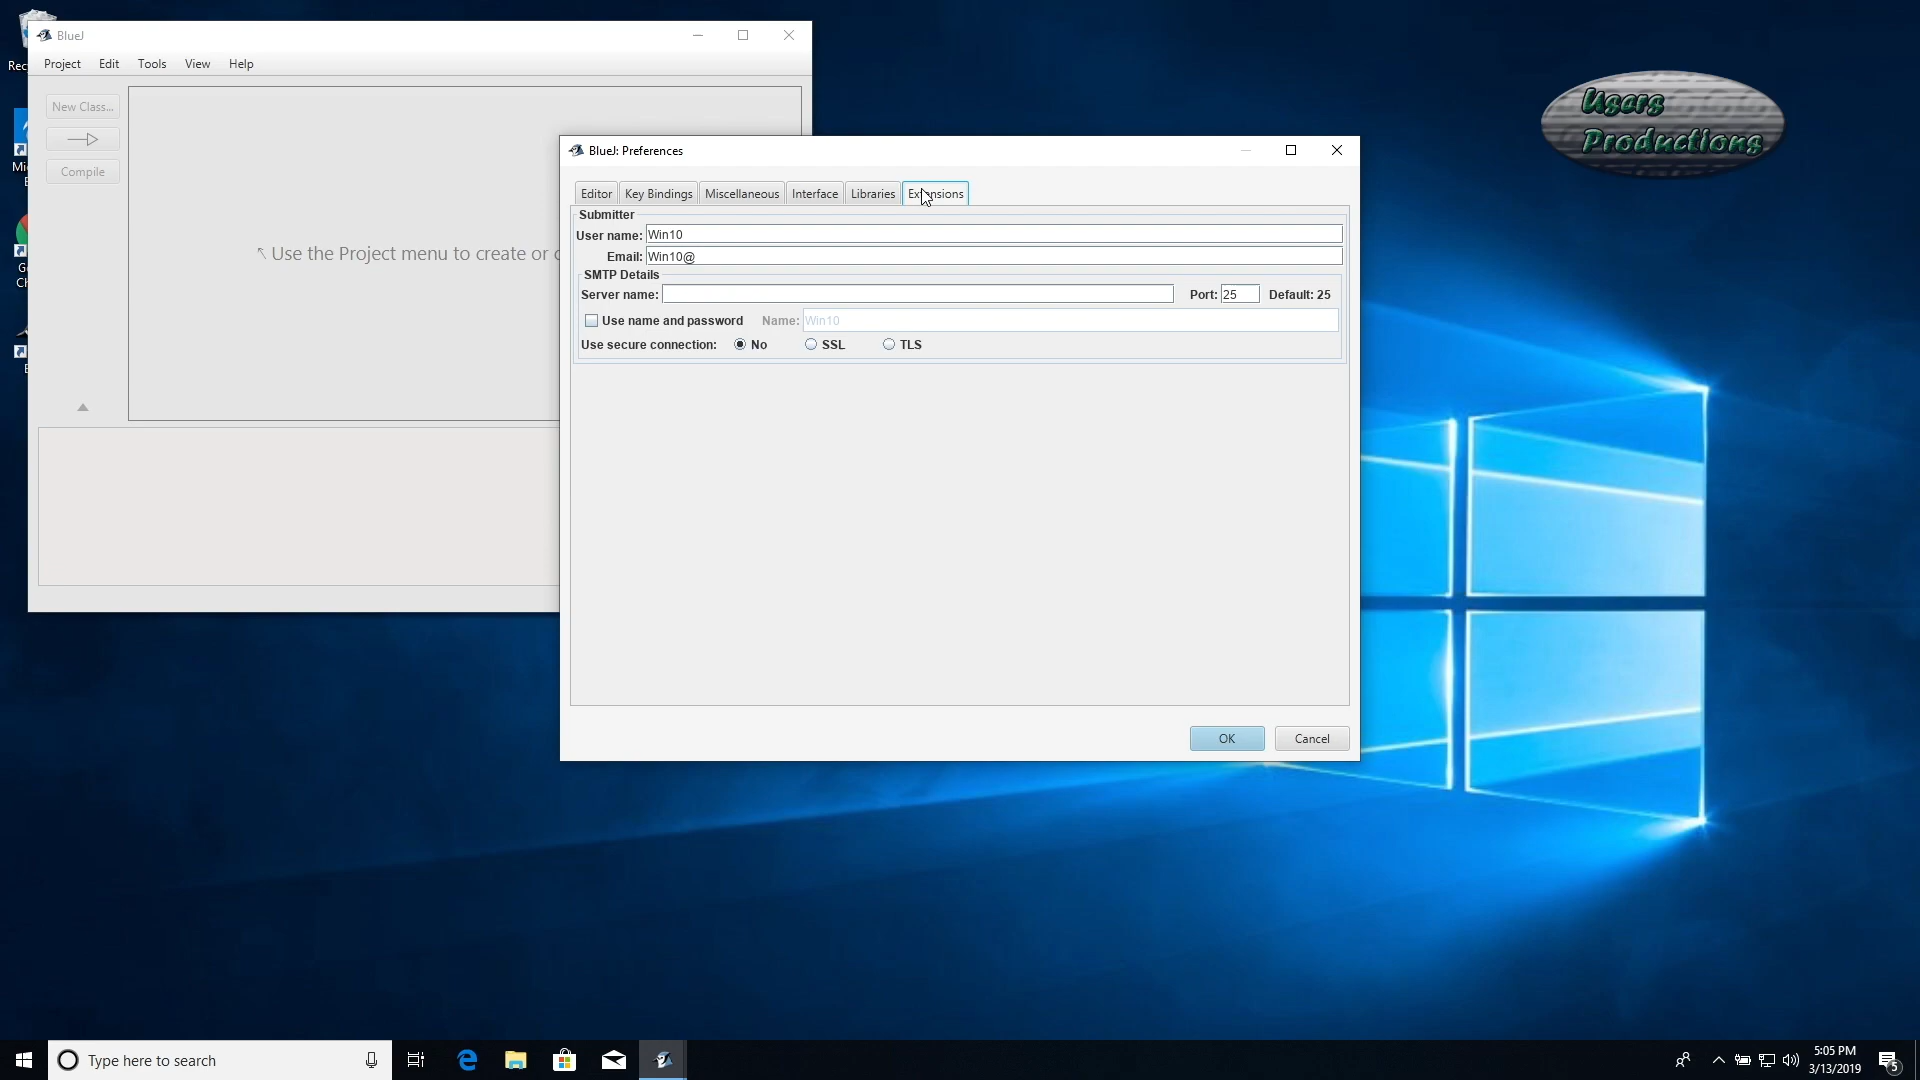 BlueJ
Project Edit Tools View Help
New Class...
Compile
↖ Use the Project menu to create or
BlueJ: Preferences
Editor Key Bindings Miscellaneous Interface Libraries Extensions
Submitter
User name: Win10
Email: Win10@
SMTP Details
Server name: Port: 25 Default: 25
Use name and password Name: Win10
Use secure connection: No SSL TLS
OK Cancel
Users
Productions
Type here to search
5:05 PM
3/13/2019
5